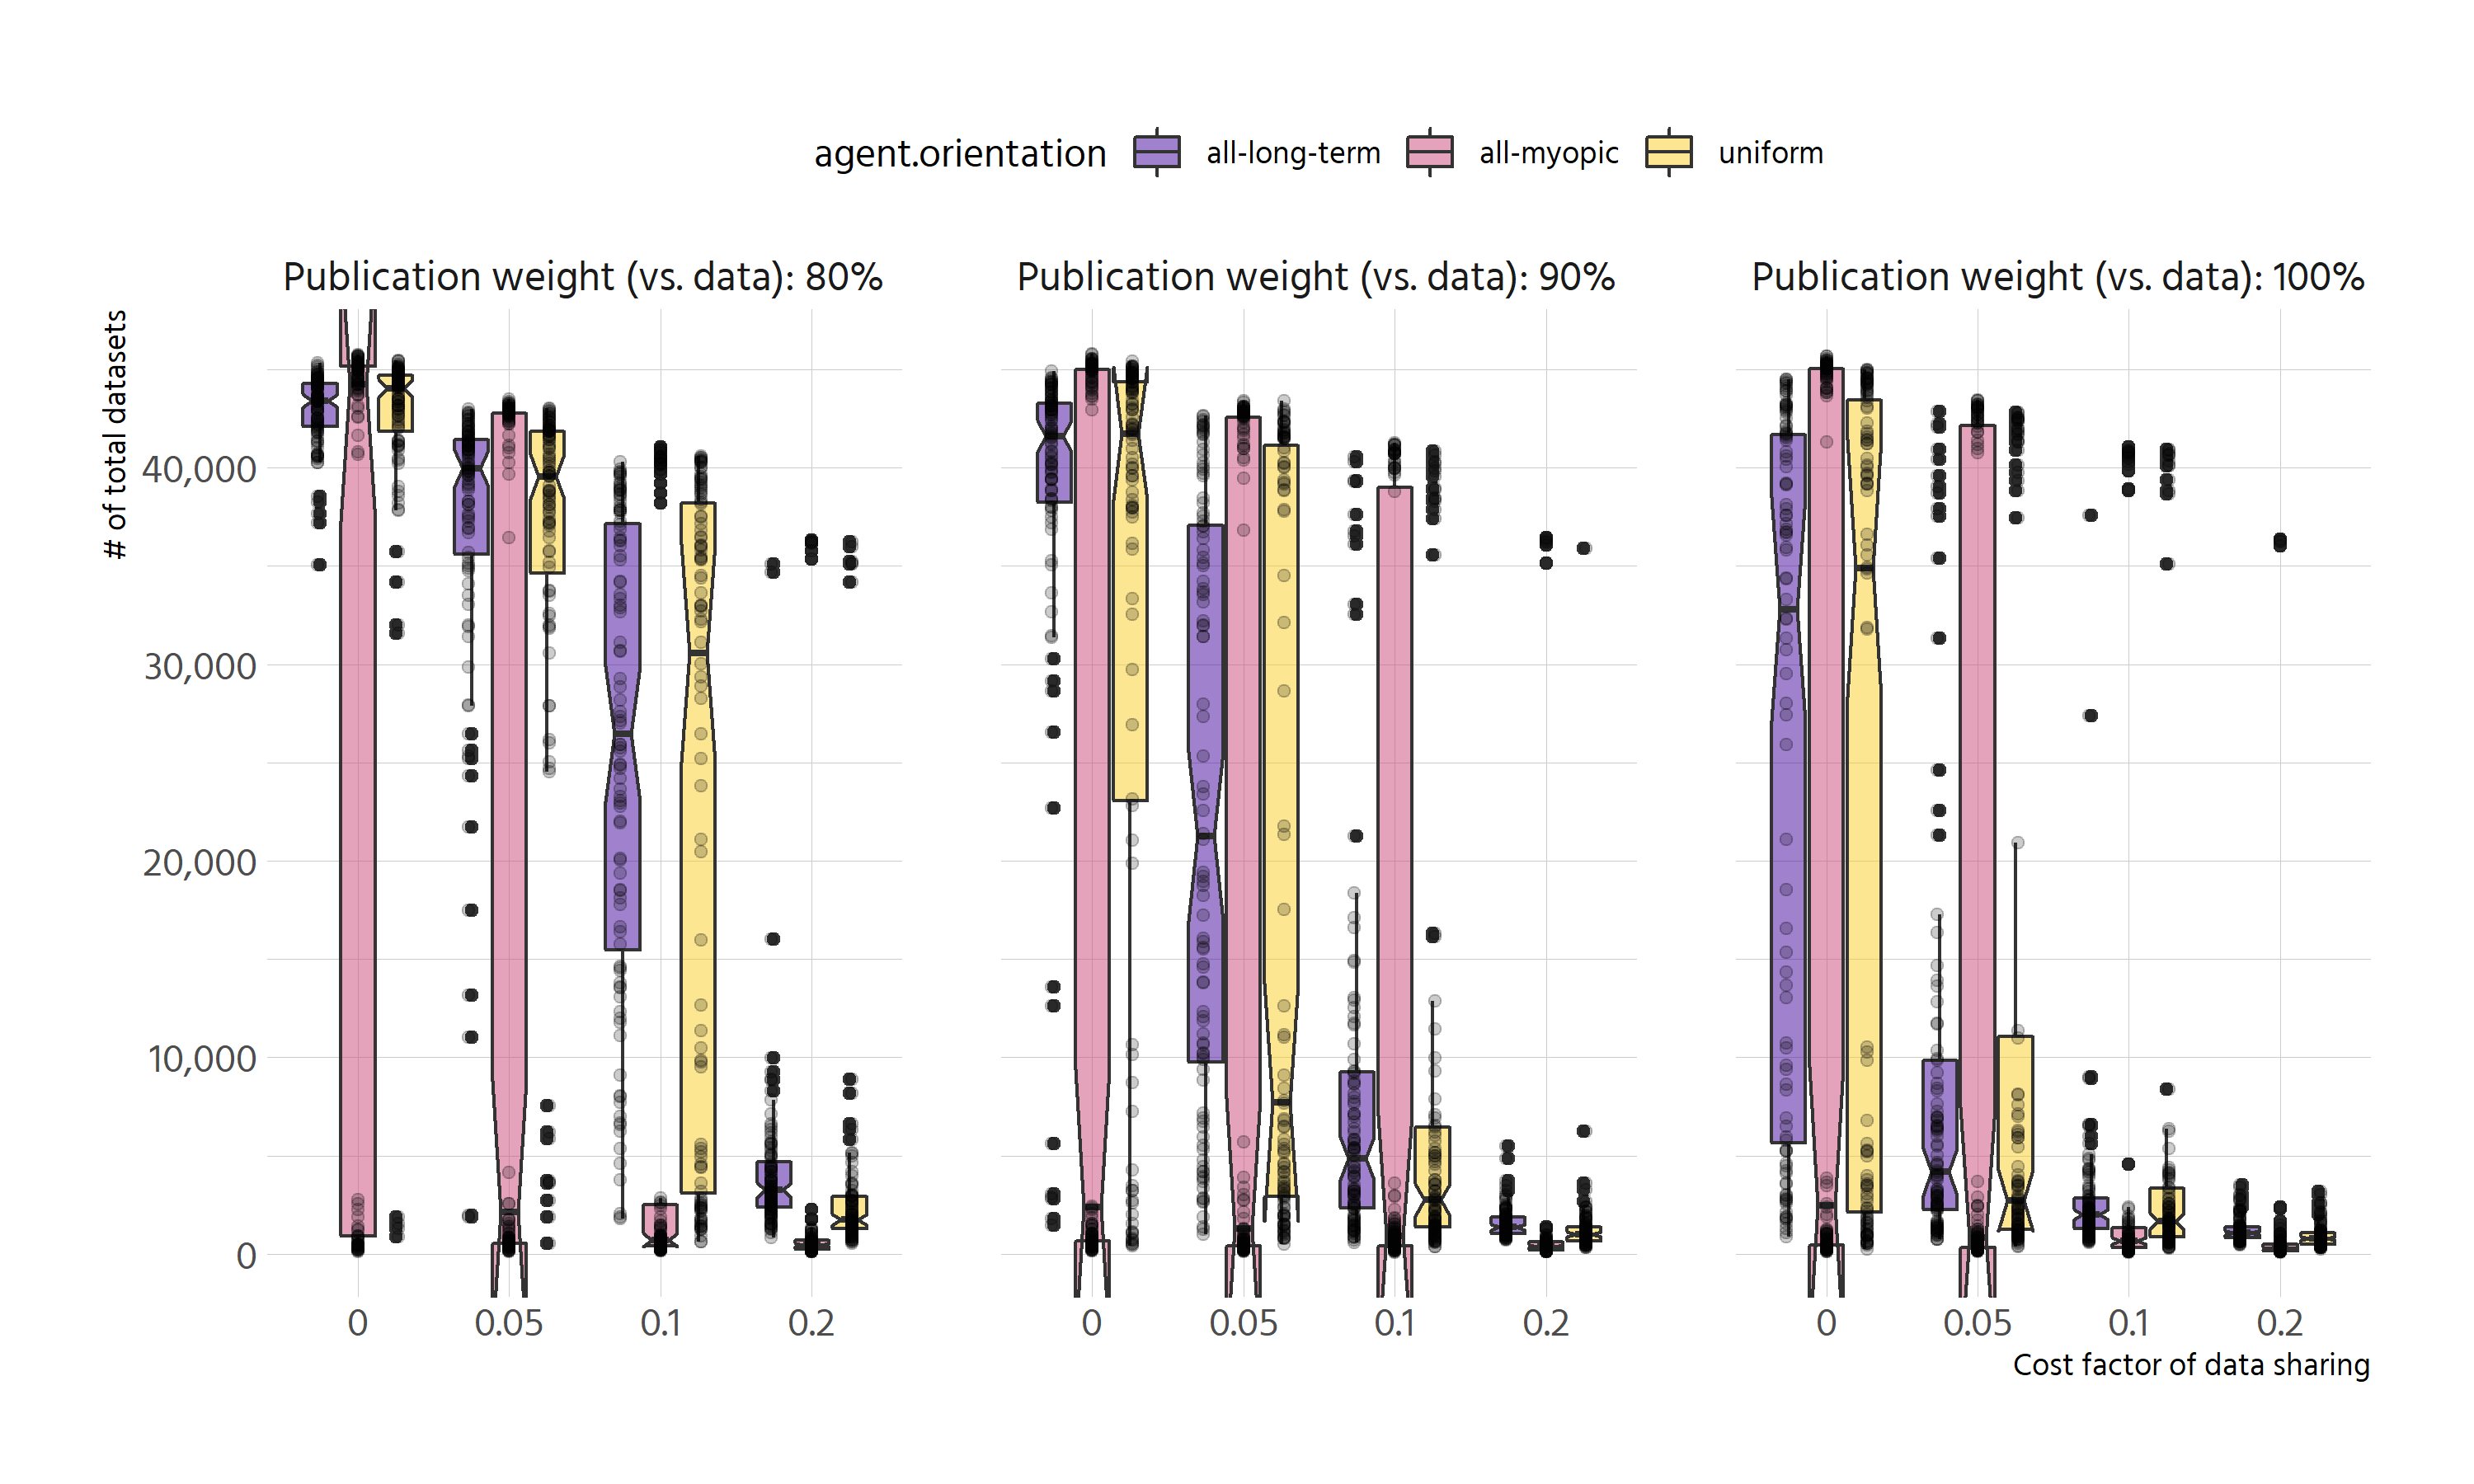 agent.orientation all-long-term all-myopic uniform
Publication weight (vs. data): 80% Publication weight (vs. data): 90% Publication weight (vs. data): 100%
# of total datasets
40,000
30,000
20,000
10,000
0
0 0.05 0.1 0.2 0 0.05 0.1 0.2 0 0.05 0.1 0.2
Cost factor of data sharing